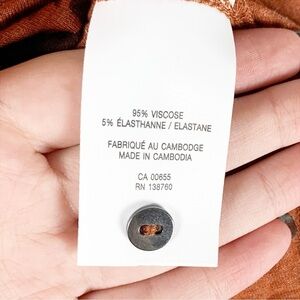 95% VISCOSE
5% ÉLASTHANNE / ELASTANE
FABRIQUÉ AU CAMBODGE
MADE IN CAMBODIA
CA 00655
RN 138760